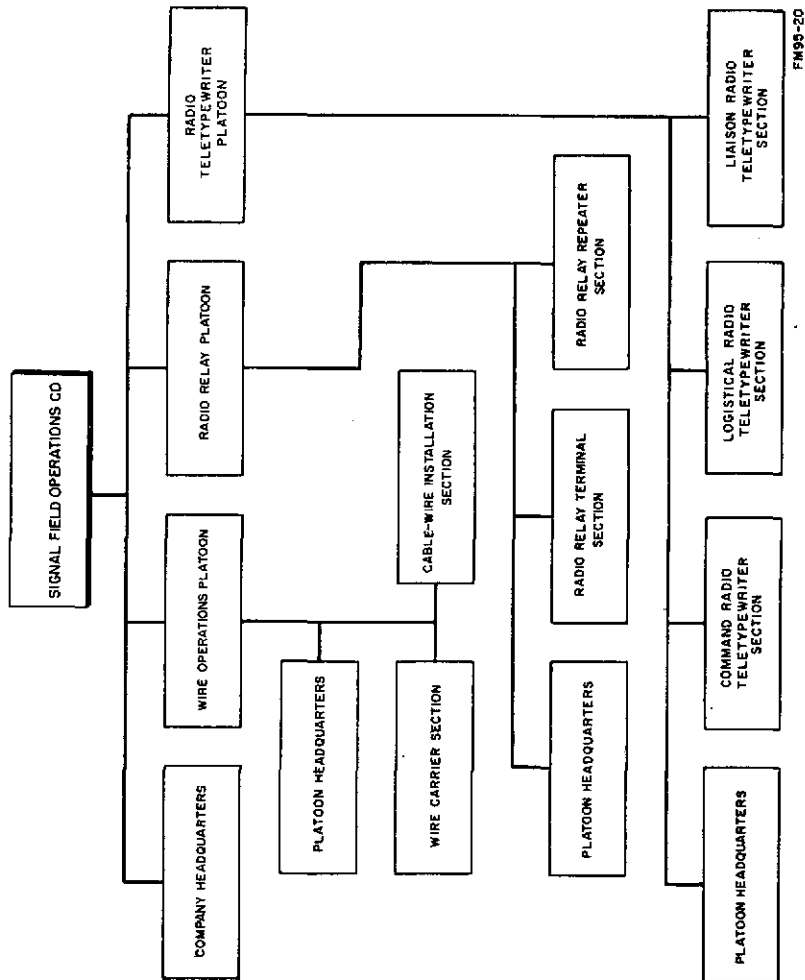 SIGNAL FIELD OPERATIONS CO
COMPANY HEADQUARTERS
WIRE OPERATIONS PLATOON
RADIO RELAY PLATOON
RADIO
TELETYPEWRITER
PLATOON
PLATOON HEADQUARTERS
WIRE CARRIER SECTION
CABLE-WIRE INSTALLATION
SECTION
PLATOON HEADQUARTERS
RADIO RELAY TERMINAL
SECTION
RADIO RELAY REPEATER
SECTION
PLATOON HEADQUARTERS
COMMAND RADIO
TELETYPEWRITER
SECTION
LOGISTICAL RADIO
TELETYPEWRITER
SECTION
LIAISON RADIO
TELETYPEWRITER
SECTION
FM95-20